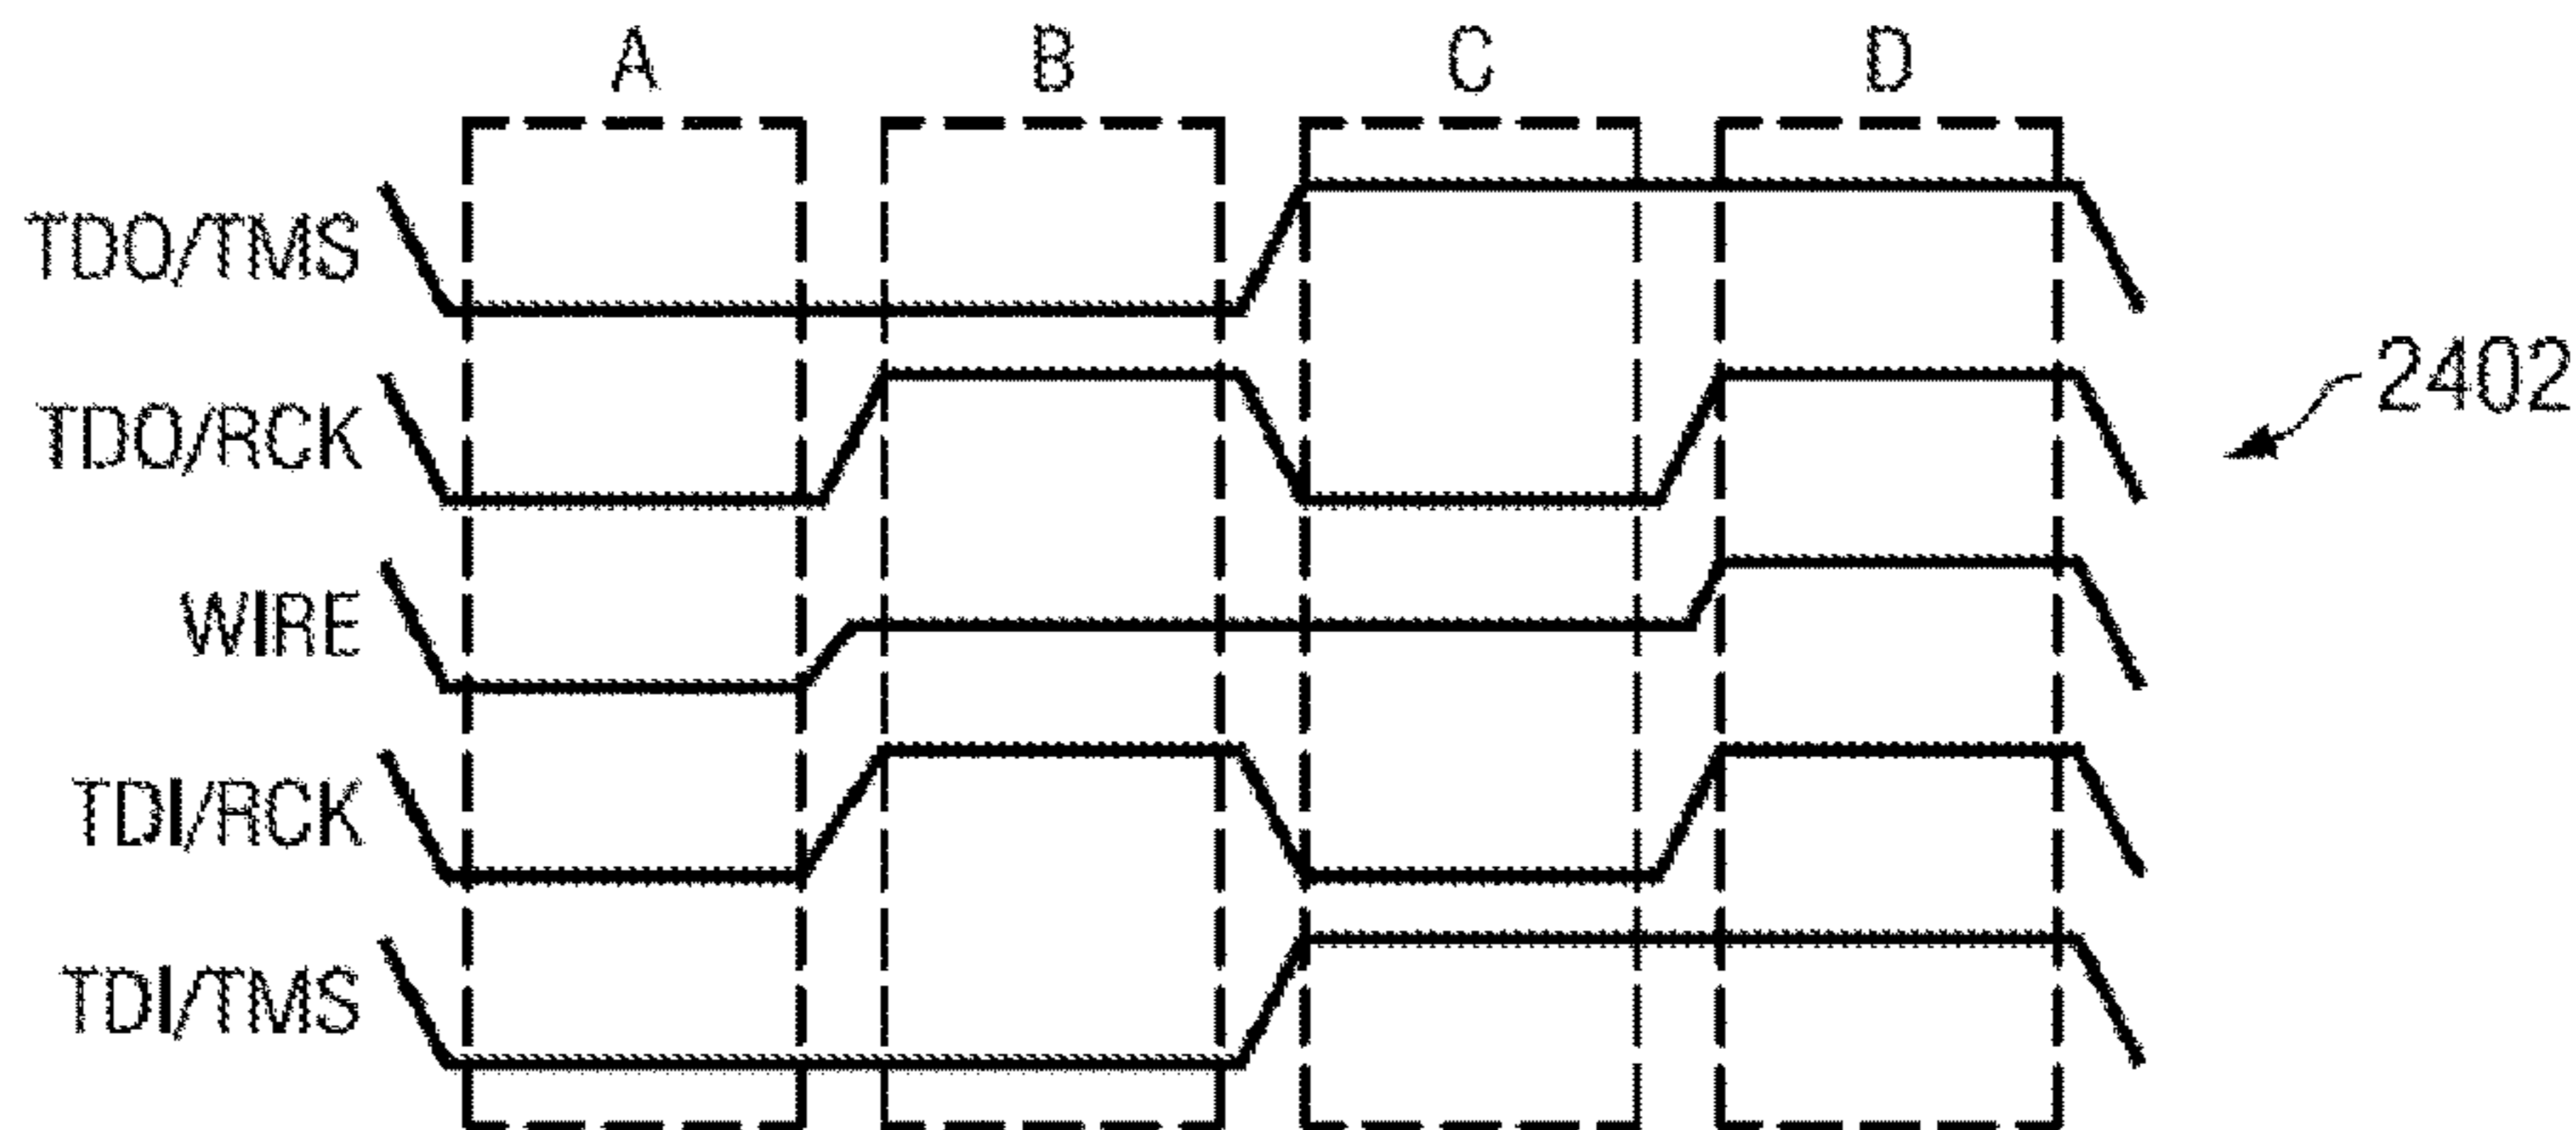 A B C D
TDO/TMS
TDO/RCK
2402
WIRE
TDI/RCK
TDI/TMS